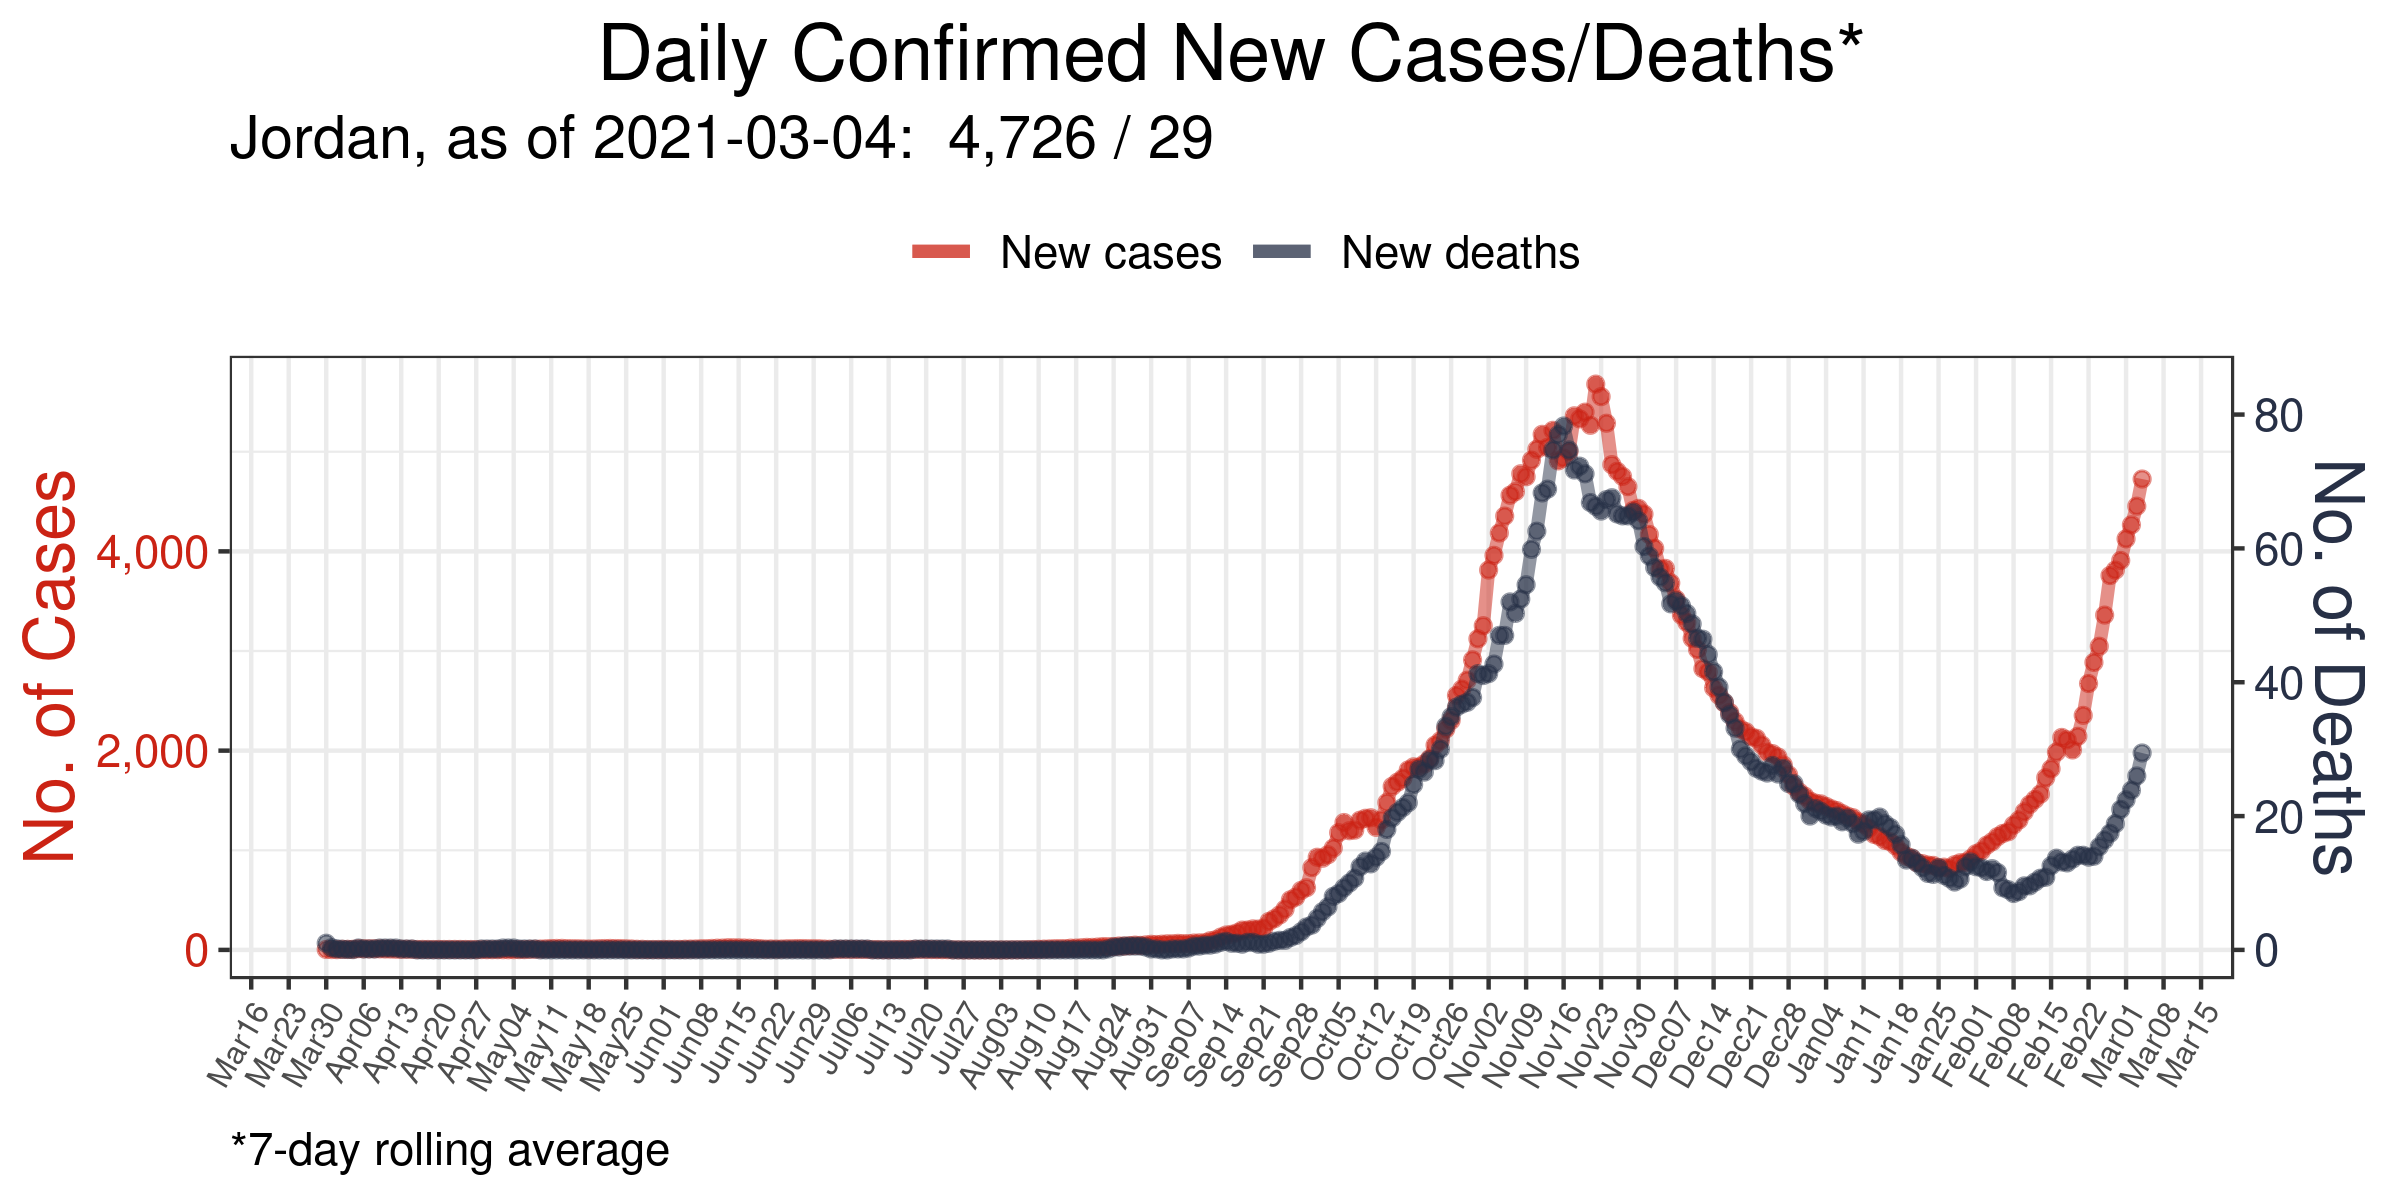 Daily Confirmed New Cases/Deaths*
Jordan, as of 2021-03-04:  4,726 / 29
New cases
New deaths
No. of Cases
4,000
2,000
0
80
60
40
20
0
No. of Deaths
Mar16
Mar23
Mar30
Apr06
Apr13
Apr20
Apr27
May04
May11
May18
May25
Jun01
Jun08
Jun15
Jun22
Jun29
Jul06
Jul13
Jul20
Jul27
Aug03
Aug10
Aug17
Aug24
Aug31
Sep07
Sep14
Sep21
Sep28
Oct05
Oct12
Oct19
Oct26
Nov02
Nov09
Nov16
Nov23
Nov30
Dec07
Dec14
Dec21
Dec28
Jan04
Jan11
Jan18
Jan25
Feb01
Feb08
Feb15
Feb22
Mar01
Mar08
Mar15
*7-day rolling average